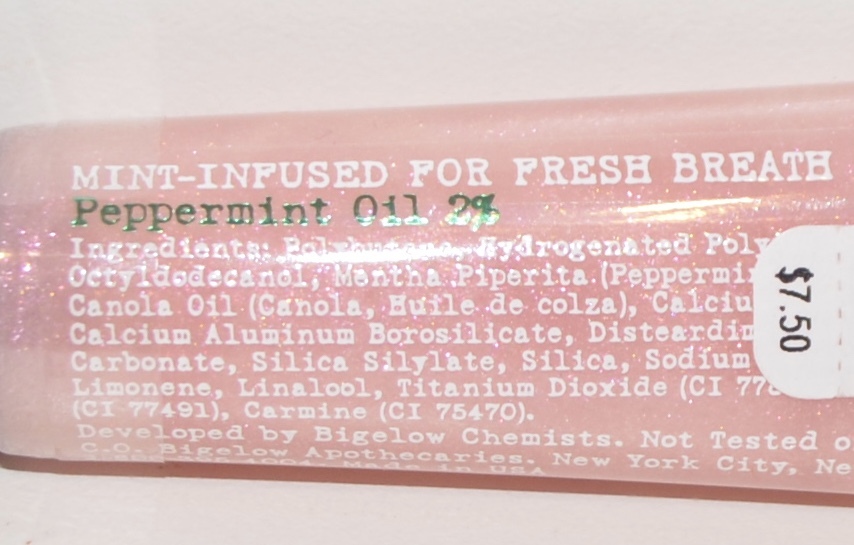 MINT-INFUSED FOR FRESH BREATH
Peppermint Oil 2%
Ingredients: Polybutene, Hydrogenated Poly
Octyldodecanol, Mentha Piperita (Peppermi
Canola Oil (Canola, Huile de colza), Calciu
Calcium Aluminum Borosilicate, Disteardim
Carbonate, Silica Silylate, Silica, Sodium
Limonene, Linalool, Titanium Dioxide (CI 77
(CI 77491), Carmine (CI 75470).
Developed by Bigelow Chemists. Not Tested o
C.O. Bigelow Apothecaries. New York City, Ne
Made in USA
$7.50